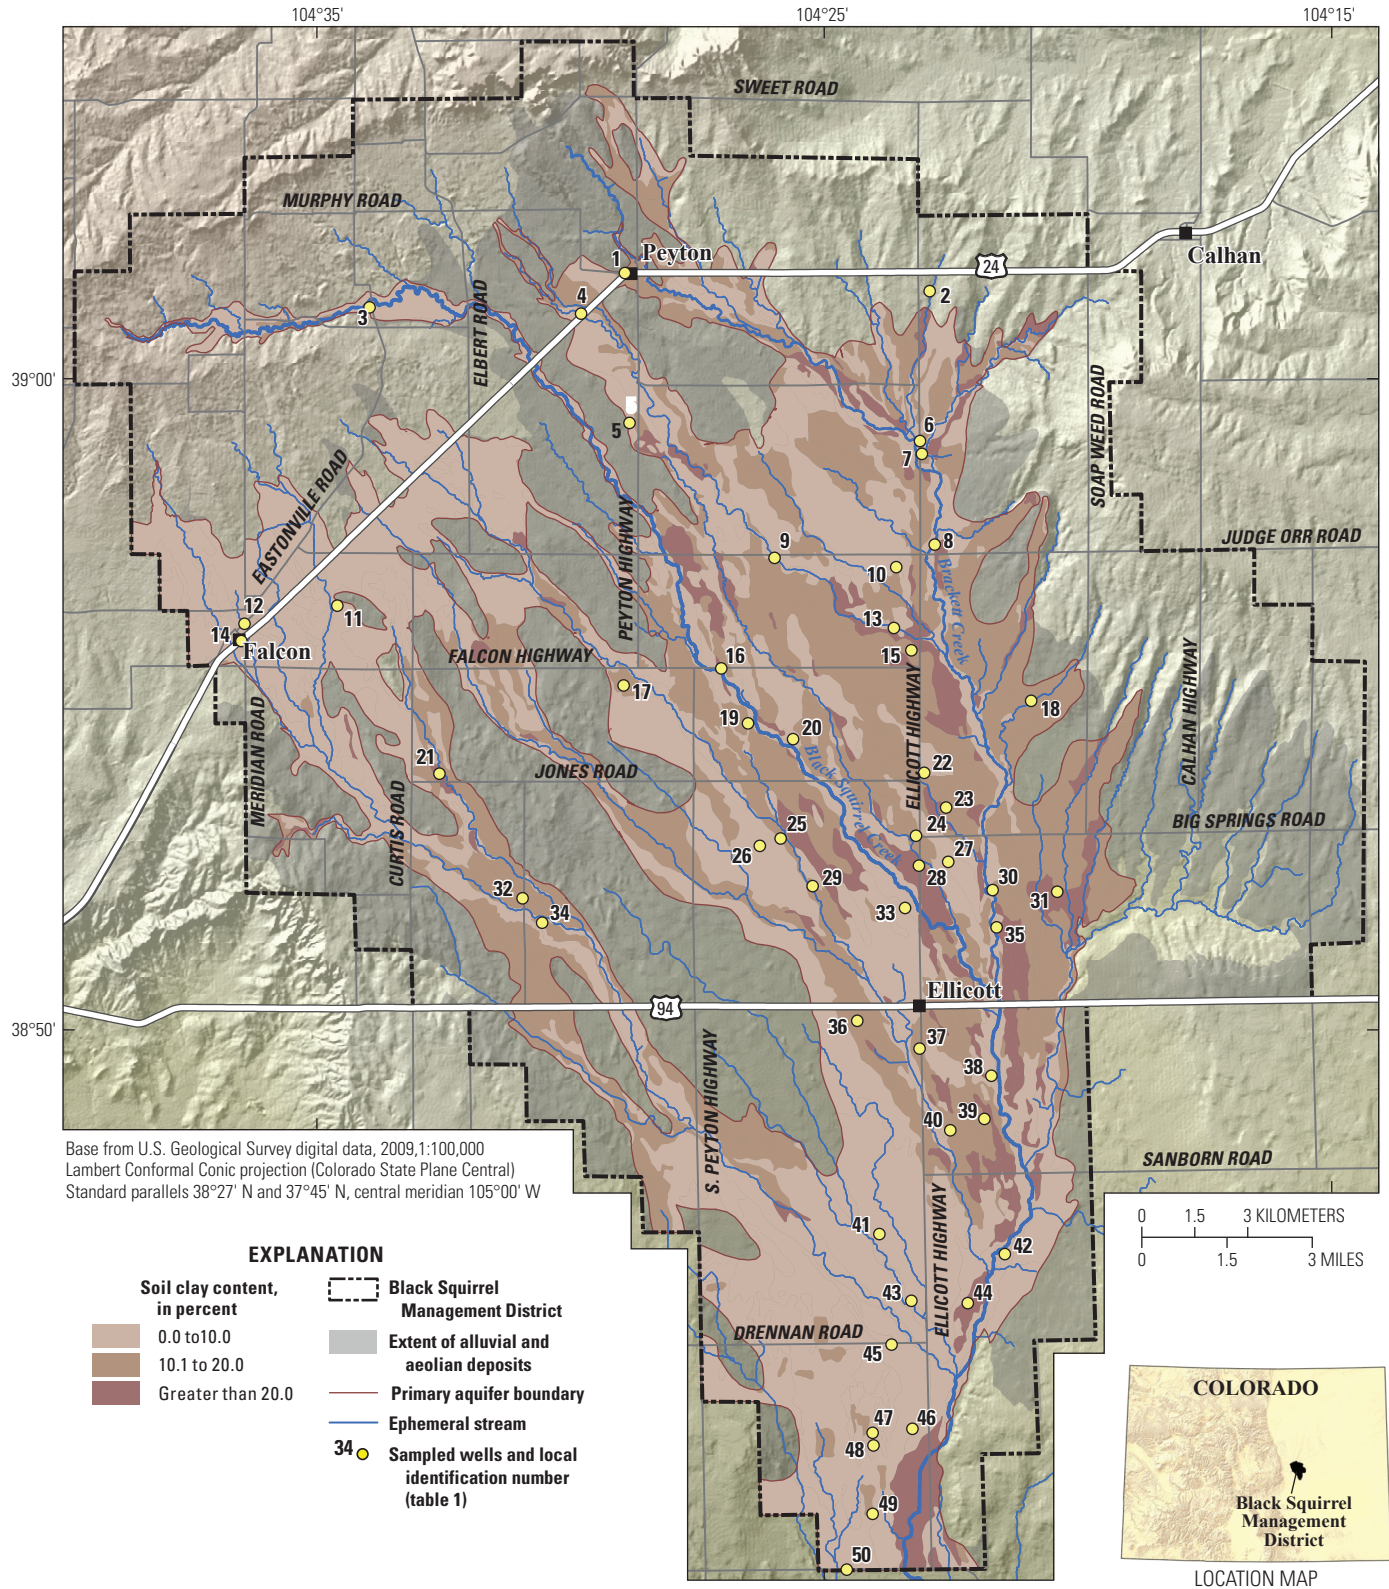 104°35'
104°25'
104°15'
SWEET ROAD
MURPHY ROAD
Peyton
Calhan
24
1
2
3
4
ELBERT ROAD
39°00'
SOAP WEED ROAD
5
5
6
7
EASTONVILLE ROAD
PEYTON HIGHWAY
JUDGE ORR ROAD
8
9
10
Brackett Creek
11
12
13
14
Falcon
15
FALCON HIGHWAY
16
17
18
19
20
ELLICOTT HIGHWAY
CALHAN HIGHWAY
MERIDIAN ROAD
21
JONES ROAD
Black Squirrel Creek
22
23
CURTIS ROAD
BIG SPRINGS ROAD
24
25
26
27
28
29
30
31
32
33
34
35
Ellicott
94
38°50'
36
37
38
39
40
S. PEYTON HIGHWAY
SANBORN ROAD
ELLICOTT HIGHWAY
41
42
43
44
DRENNAN ROAD
45
46
47
48
49
50
Base from U.S. Geological Survey digital data, 2009,1:100,000
Lambert Conformal Conic projection (Colorado State Plane Central)
Standard parallels 38°27' N and 37°45' N, central meridian 105°00' W
0 1.5 3 KILOMETERS
0 1.5 3 MILES
EXPLANATION
Soil clay content,
in percent
0.0 to10.0
10.1 to 20.0
Greater than 20.0
Black Squirrel
Management District
Extent of alluvial and
aeolian deposits
Primary aquifer boundary
Ephemeral stream
34
Sampled wells and local
identification number
(table 1)
COLORADO
Black Squirrel
Management
District
LOCATION MAP